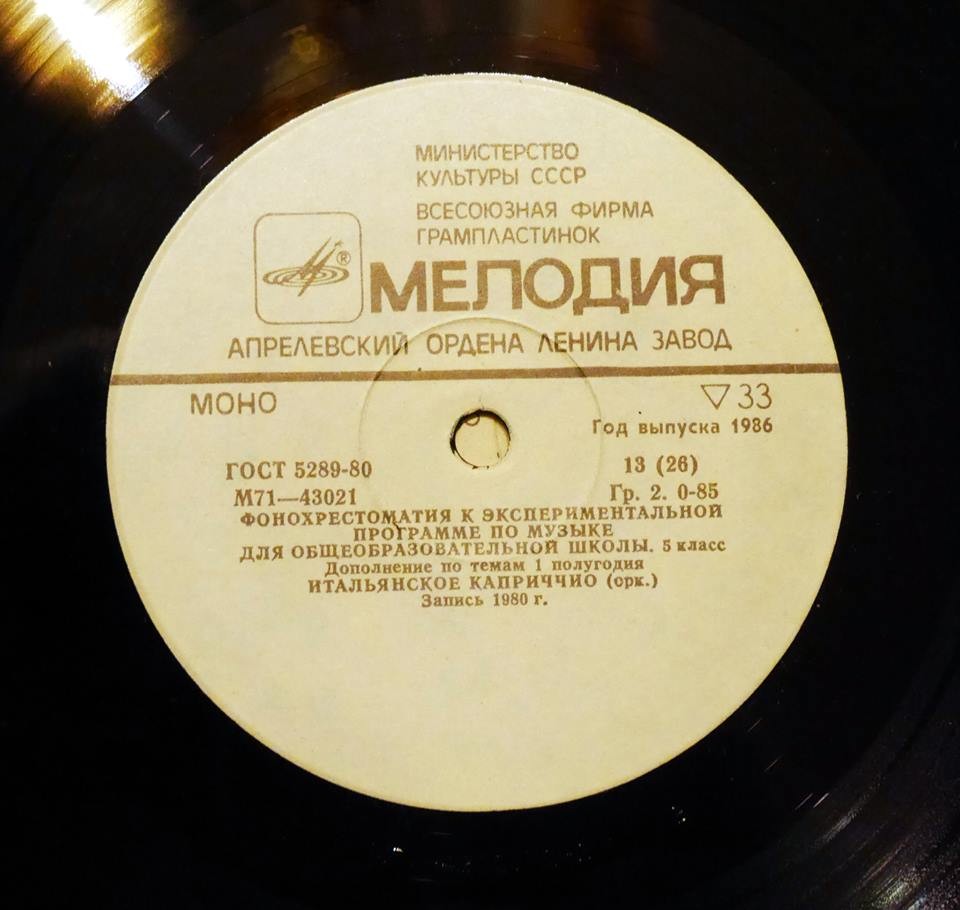 МИНИСТЕРСТВО
КУЛЬТУРЫ СССР
ВСЕСОЮЗНАЯ ФИРМА
ГРАМПЛАСТИНОК
®
МЕЛОДИЯ
АПРЕЛЕВСКИЙ ОРДЕНА ЛЕНИНА ЗАВОД
МОНО
▽33
Год выпуска 1986
ГОСТ 5289-80
13 (26)
М71—43021
Гр. 2. 0-85
ФОНОХРЕСТОМАТИЯ К ЭКСПЕРИМЕНТАЛЬНОЙ
ПРОГРАММЕ ПО МУЗЫКЕ
ДЛЯ ОБЩЕОБРАЗОВАТЕЛЬНОЙ ШКОЛЫ. 5 класс
Дополнение по темам 1 полугодия
ИТАЛЬЯНСКОЕ КАПРИЧЧИО (орк.)
Запись 1980 г.